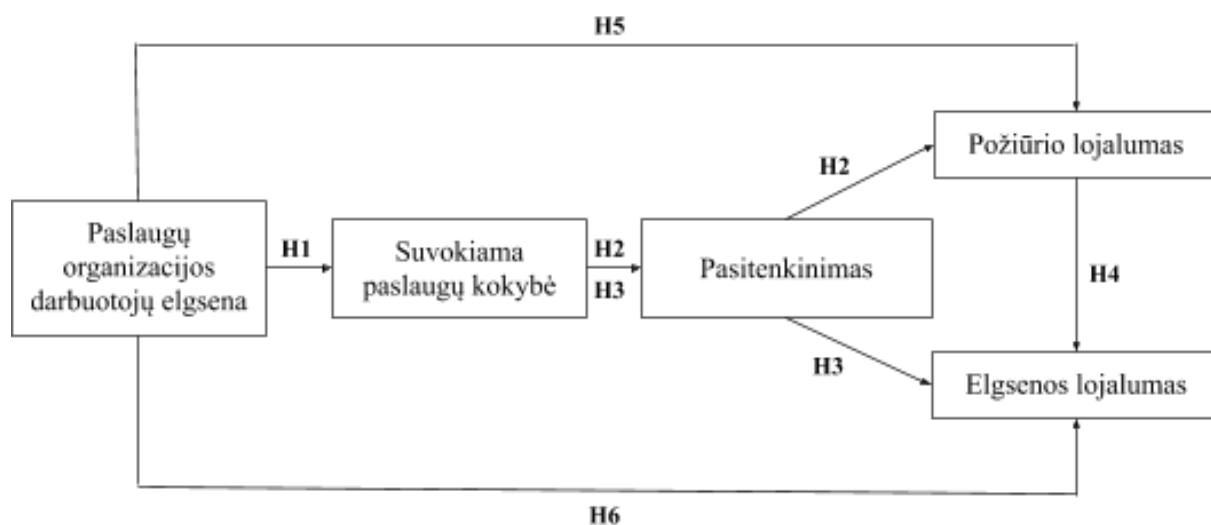 H5
Požiūrio lojalumas
H2
Paslaugų
organizacijos
darbuotojų elgsena
H1
Suvokiama
paslaugų kokybė
H2
H3
Pasitenkinimas
H4
H3
Elgsenos lojalumas
H6